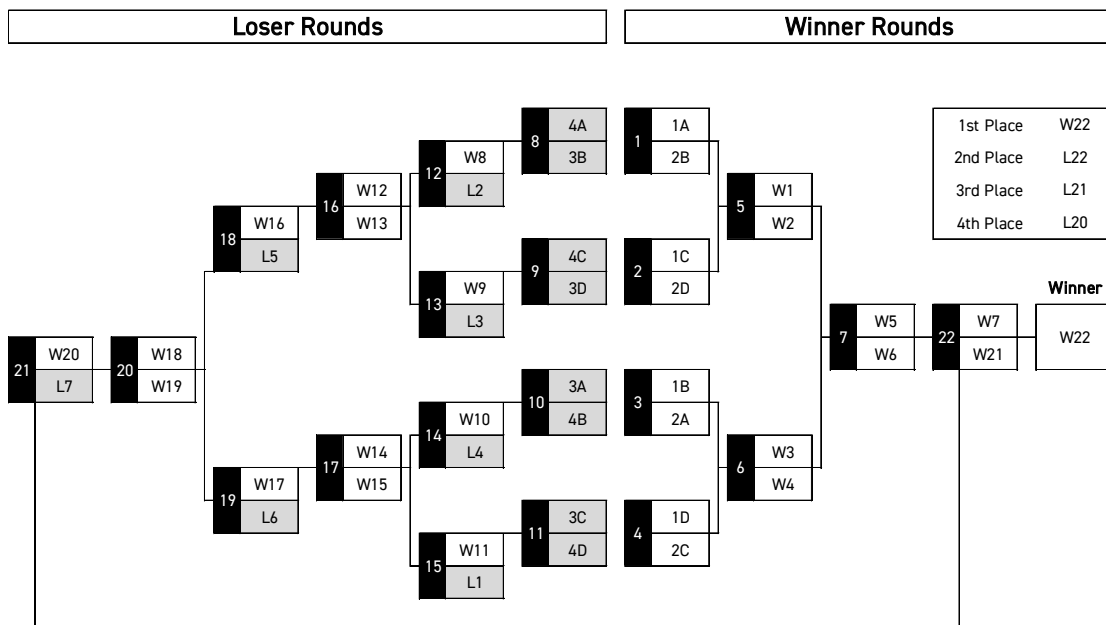 Loser Rounds
Winner Rounds
8
4A
3B
1
1A
2B
1st Place W22
2nd Place L22
3rd Place L21
4th Place L20
12
W8
L2
16
W12
W13
5
W1
W2
18
W16
L5
9
4C
3D
2
1C
2D
13
W9
L3
Winner
21
W20
L7
20
W18
W19
7
W5
W6
22
W7
W21
W22
10
3A
4B
3
1B
2A
14
W10
L4
17
W14
W15
6
W3
W4
19
W17
L6
11
3C
4D
4
1D
2C
15
W11
L1